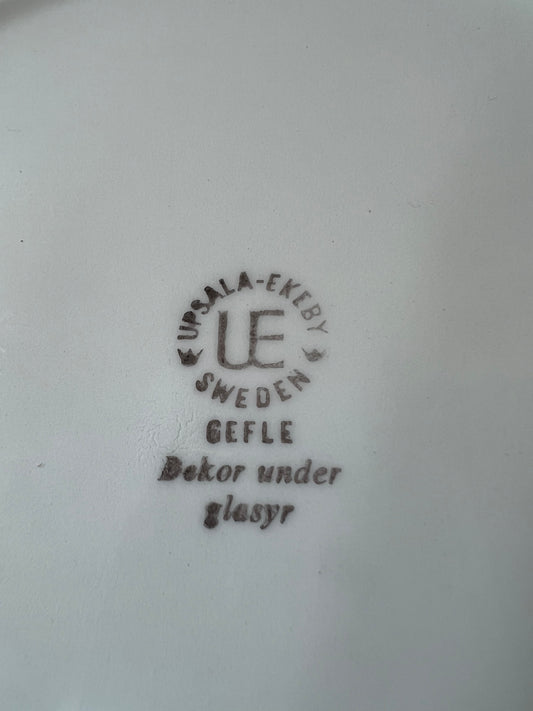 UPSALA-EKEBY
UE
SWEDEN
GEFLE
Dekor under
glasyr